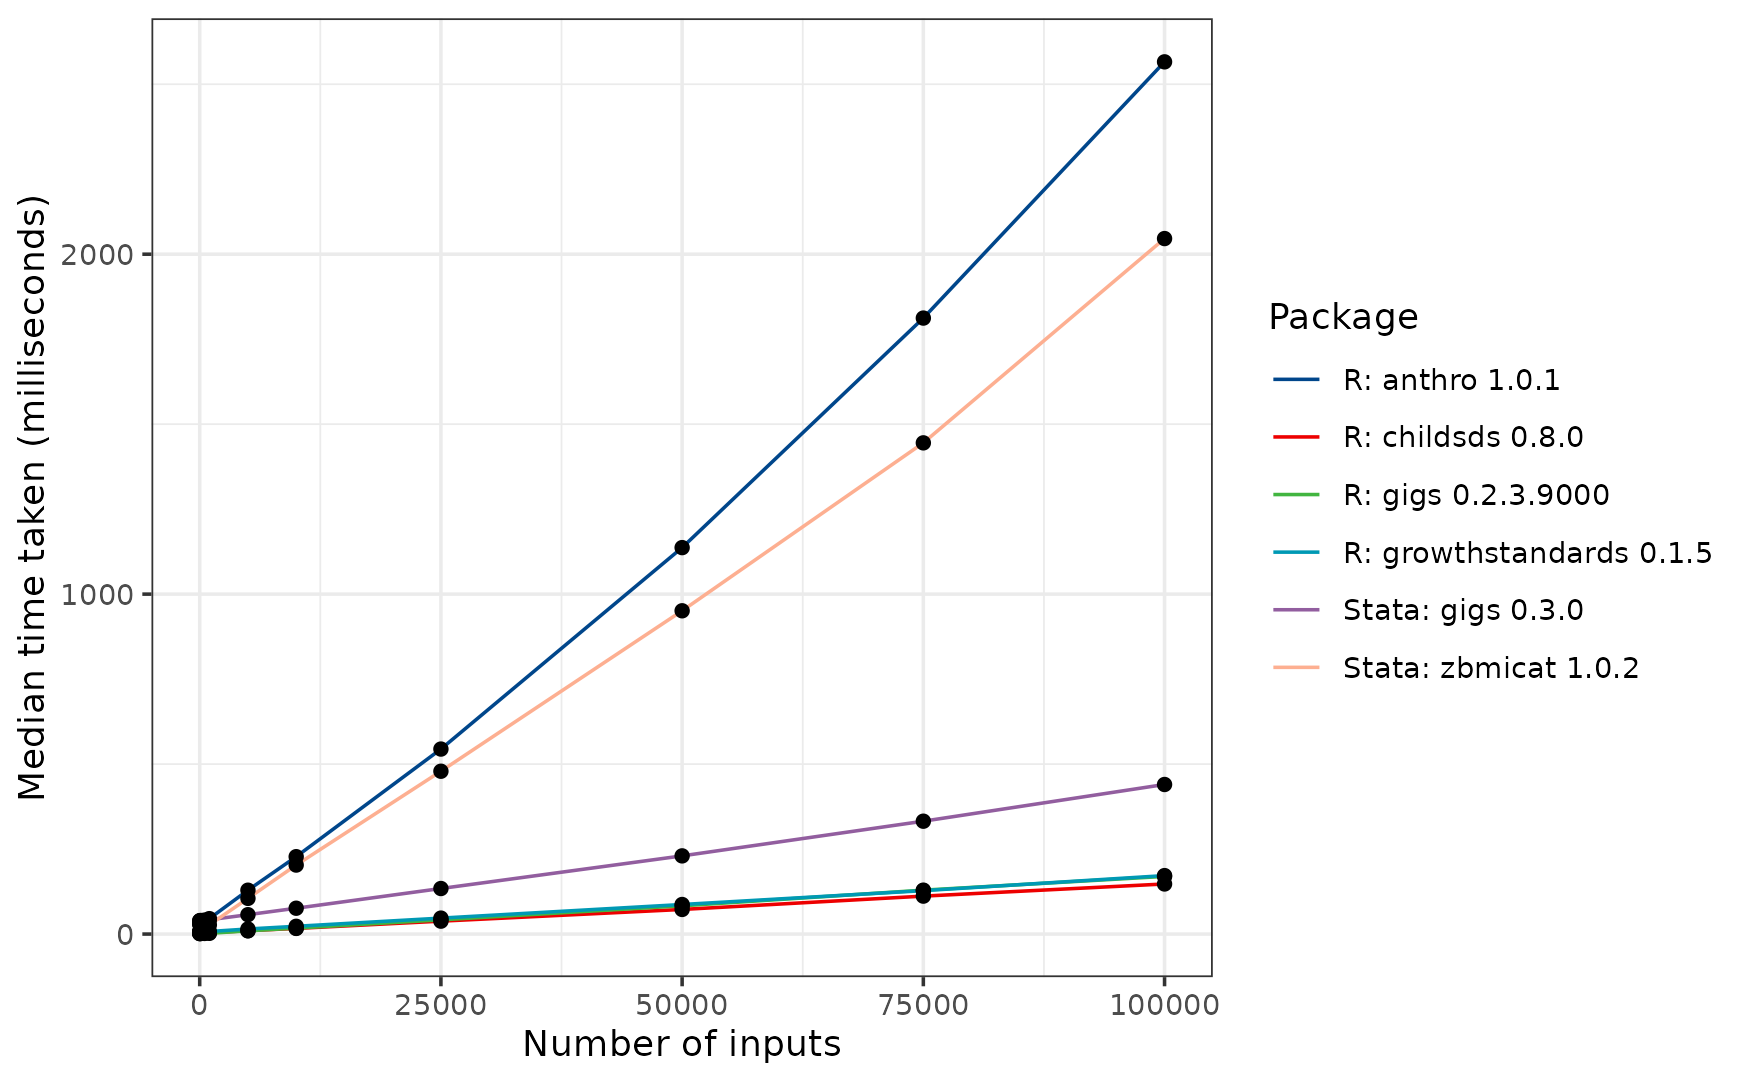 Median time taken (milliseconds)
2000
1000
0
0
25000
50000
75000
100000
Number of inputs
Package
R: anthro 1.0.1
R: childsds 0.8.0
R: gigs 0.2.3.9000
R: growthstandards 0.1.5
Stata: gigs 0.3.0
Stata: zbmicat 1.0.2